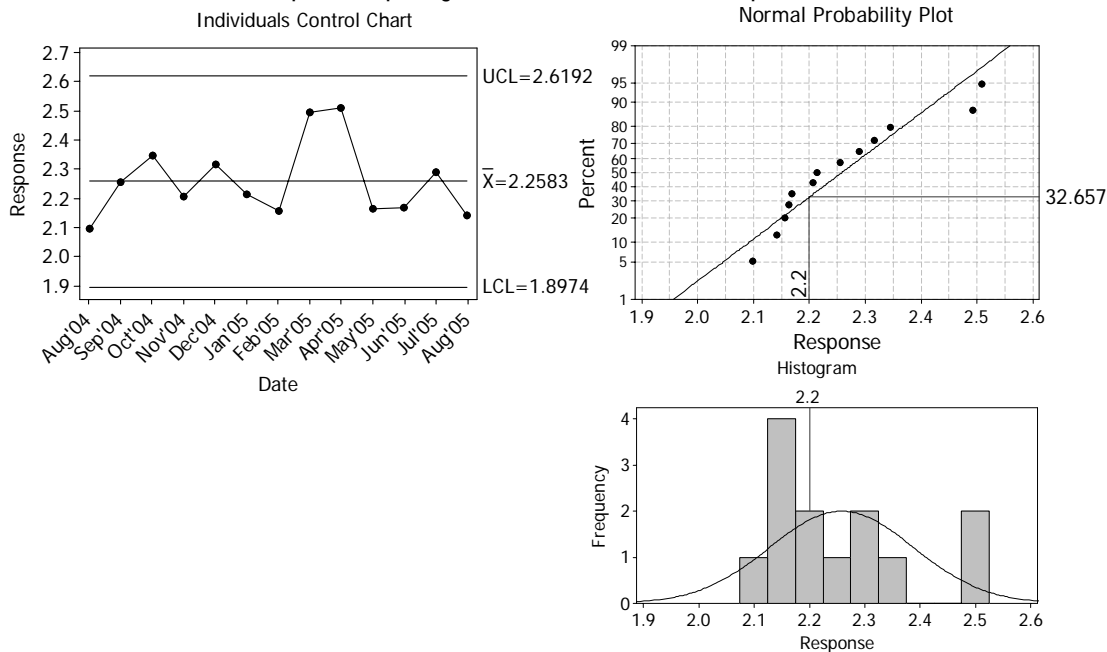 Individuals Control Chart
2.7
2.6
2.5
2.4
2.3
2.2
2.1
2.0
1.9
Response
UCL=2.6192
X̄=2.2583
LCL=1.8974
Aug'04
Sep'04
Oct'04
Nov'04
Dec'04
Jan'05
Feb'05
Mar'05
Apr'05
May'05
Jun'05
Jul'05
Aug'05
Date
Normal Probability Plot
99
95
90
80
70
60
50
40
30
20
10
5
1
Percent
32.657
2.2
1.9 2.0 2.1 2.2 2.3 2.4 2.5 2.6
Response
Histogram
2.2
4
3
2
1
0
Frequency
1.9 2.0 2.1 2.2 2.3 2.4 2.5 2.6
Response